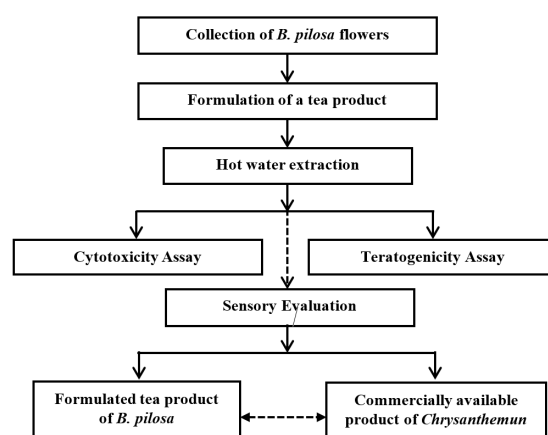 Collection of B. pilosa flowers
Formulation of a tea product
Hot water extraction
Cytotoxicity Assay
Teratogenicity Assay
Sensory Evaluation
Formulated tea product
of B. pilosa
Commercially available
product of Chrysanthemun